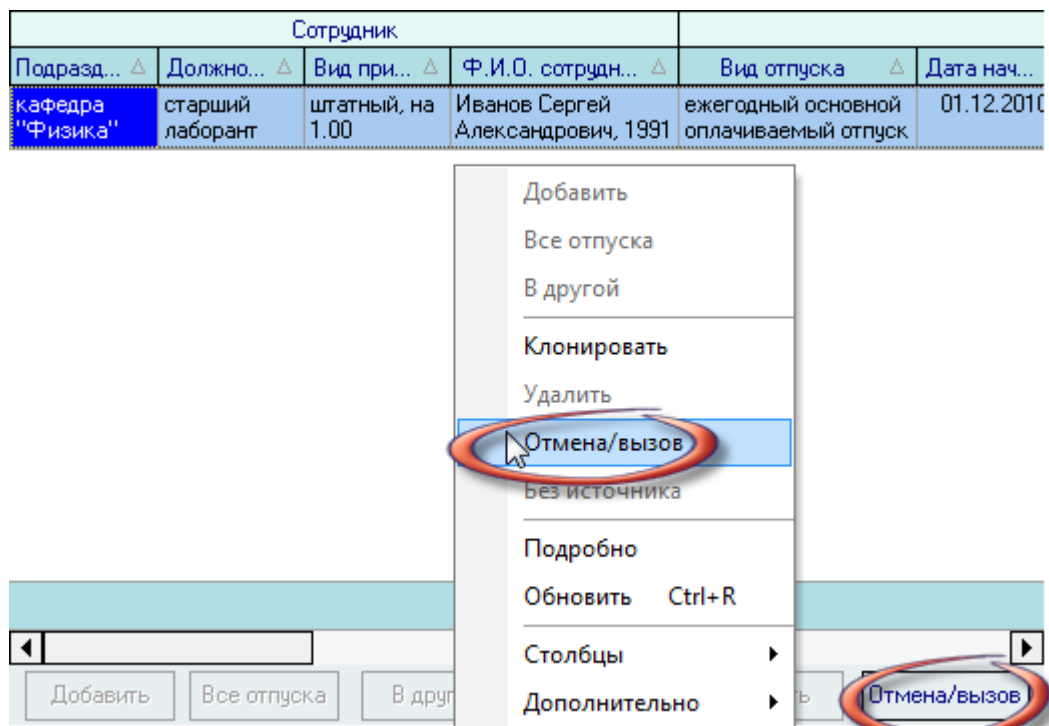 Сотрудник
Подразд... Должно... Вид при... Ф.И.О. сотрудн... Вид отпуска Дата нач...
кафедра "Физика" старший лаборант штатный, на 1.00 Иванов Сергей Александрович, 1991 ежегодный основной оплачиваемый отпуск 01.12.2010
Добавить
Все отпуска
В другой
Клонировать
Удалить
Отмена/вызов
Без источника
Подробно
Обновить Ctrl+R
Столбцы
Дополнительно
Добавить Все отпуска В друг ь Отмена/вызов